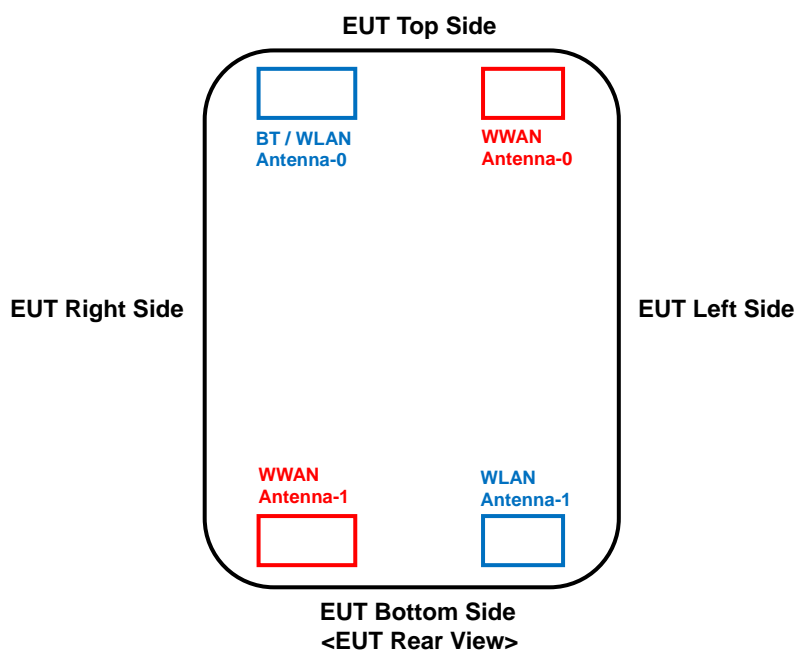 EUT Top Side
BT / WLAN
Antenna-0
WWAN
Antenna-0
EUT Right Side
EUT Left Side
WWAN
Antenna-1
WLAN
Antenna-1
EUT Bottom Side
<EUT Rear View>